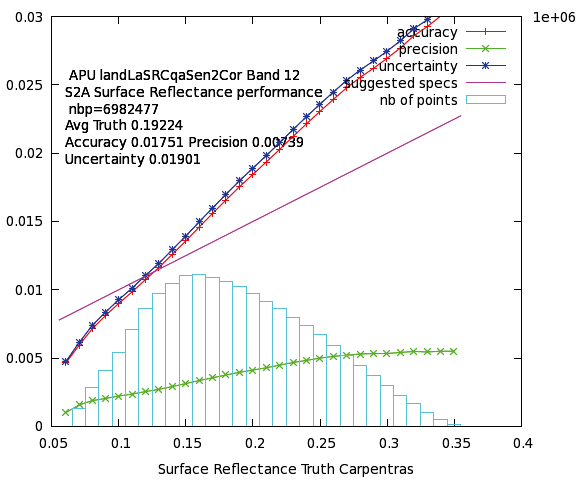 0.03
1e+06
accuracy
precision
APU landLaSRCqaSen2Cor Band 12
uncertainty
0.025
S2A Surface Reflectance performance
suggested specs
nbp=6982477
nb of points
Avg Truth 0.19224
Accuracy 0.01751 Precision 0.00739
0.02
Uncertainty 0.01901
0.015
0.01
0.005
0
0.05
0.1
0.15
0.2
0.25
0.3
0.35
0.4
Surface Reflectance Truth Carpentras